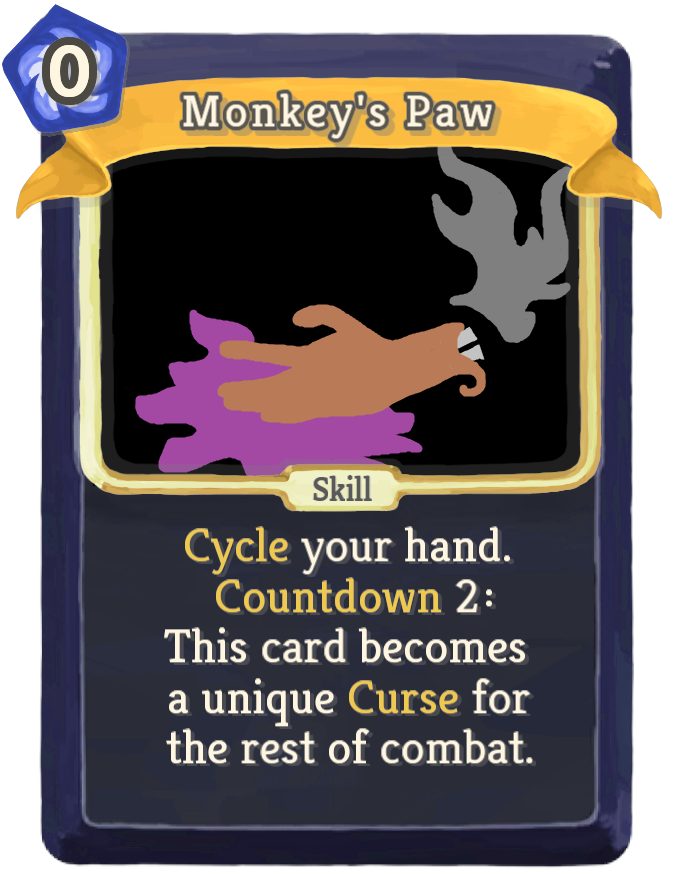 0
Monkey's Paw
Skill
Cycle your hand.
Countdown 2:
This card becomes
a unique Curse for
the rest of combat.